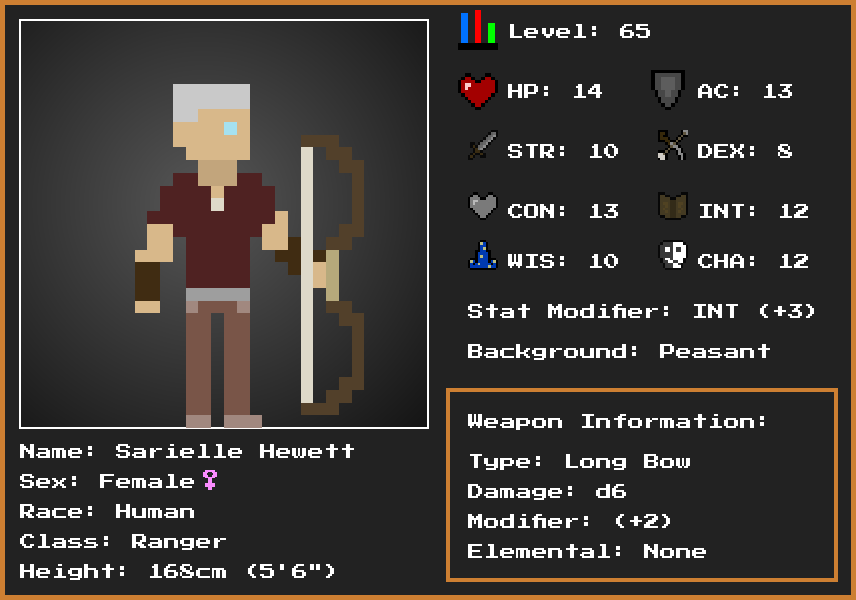 Level: 65
HP: 14 AC: 13
STR: 10 DEX: 8
CON: 13 INT: 12
WIS: 10 CHA: 12
Stat Modifier: INT (+3)
Background: Peasant
Weapon Information:
Type: Long Bow
Damage: d6
Modifier: (+2)
Elemental: None
Name: Sarielle Hewett
Sex: Female♀
Race: Human
Class: Ranger
Height: 168cm (5'6")